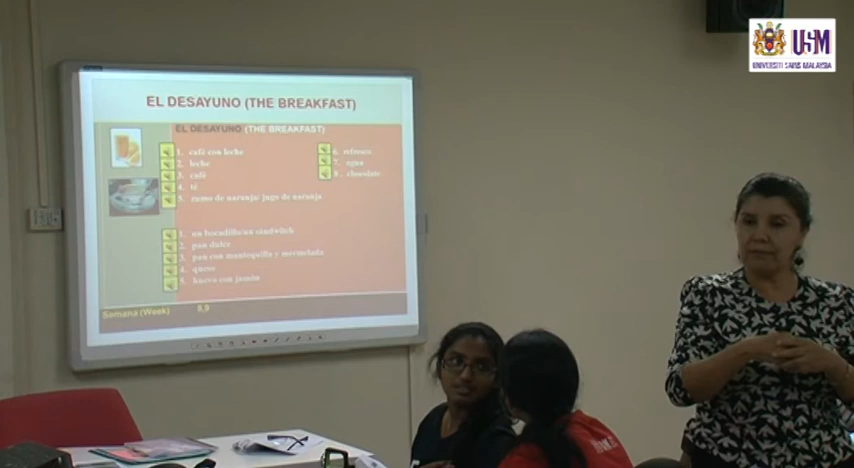 USM
UNIVERSITI SAINS MALAYSIA
EL DESAYUNO (THE BREAKFAST)
EL DESAYUNO (THE BREAKFAST)
1. café con leche
2. leche
3. café
4. té
5. zumo de naranja/ jugo de naranja
6. refresco
7. agua
8. chocolate
1. un bocadillo/un sándwitch
2. pan dulce
3. pan con mantequilla y mermelada
4. queso
5. huevo con jamón
Semana (Week) 8,9